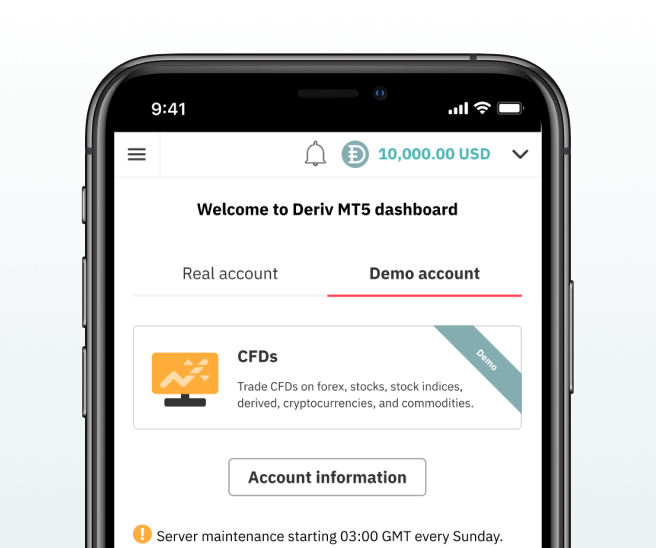 9:41
10,000.00 USD
Welcome to Deriv MT5 dashboard
Real account
Demo account
CFDs
Demo
Trade CFDs on forex, stocks, stock indices,
derived, cryptocurrencies, and commodities.
Account information
Server maintenance starting 03:00 GMT every Sunday.